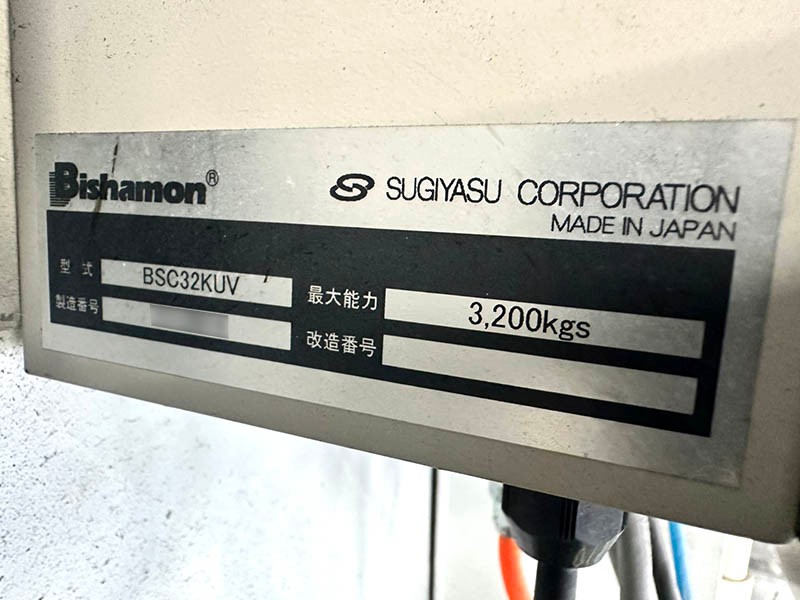 Bishamon®
SUGIYASU CORPORATION
MADE IN JAPAN
型式 BSC32KUV
最大能力 3,200kgs
製造番号
改造番号